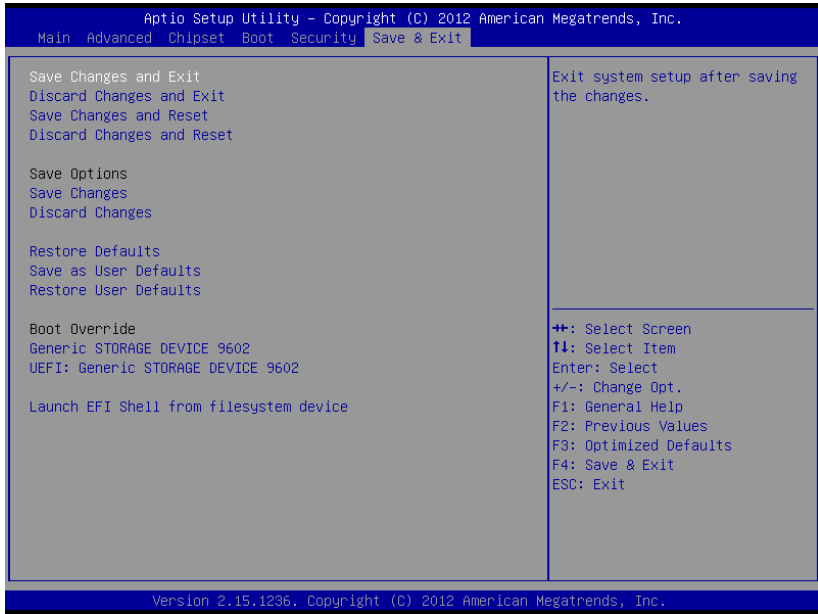 Aptio Setup Utility – Copyright (C) 2012 American Megatrends, Inc.
Main Advanced Chipset Boot Security Save & Exit
Save Changes and Exit
Discard Changes and Exit
Save Changes and Reset
Discard Changes and Reset
Save Options
Save Changes
Discard Changes
Restore Defaults
Save as User Defaults
Restore User Defaults
Boot Override
Generic STORAGE DEVICE 9602
UEFI: Generic STORAGE DEVICE 9602
Launch EFI Shell from filesystem device
Exit system setup after saving
the changes.
→←: Select Screen
↑↓: Select Item
Enter: Select
+/-: Change Opt.
F1: General Help
F2: Previous Values
F3: Optimized Defaults
F4: Save & Exit
ESC: Exit
Version 2.15.1236. Copyright (C) 2012 American Megatrends, Inc.